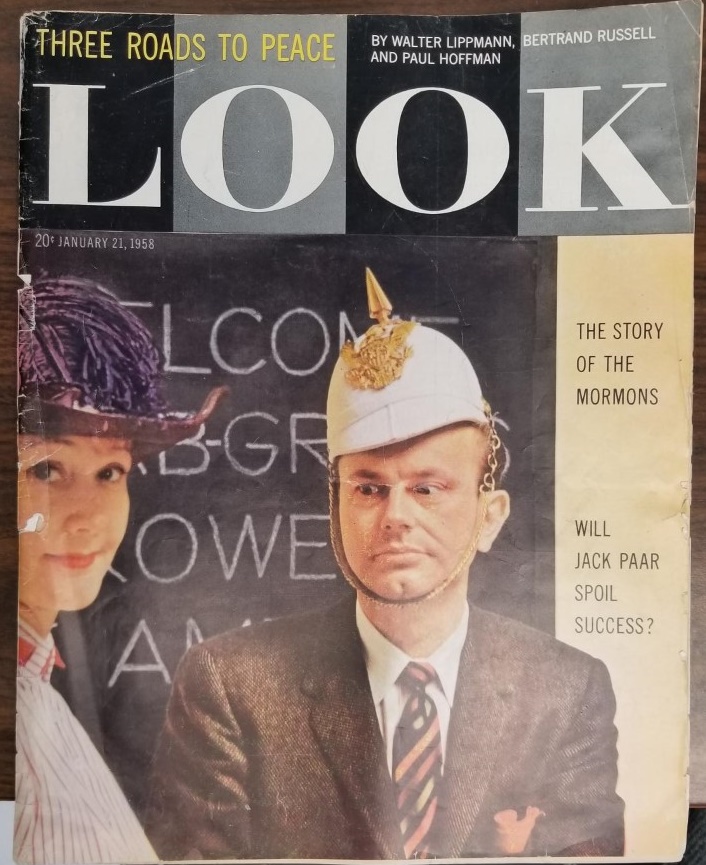 THREE ROADS TO PEACE
BY WALTER LIPPMANN, BERTRAND RUSSELL
AND PAUL HOFFMAN
LOOK
20¢ JANUARY 21, 1958
THE STORY
OF THE
MORMONS
WILL
JACK PAAR
SPOIL
SUCCESS?